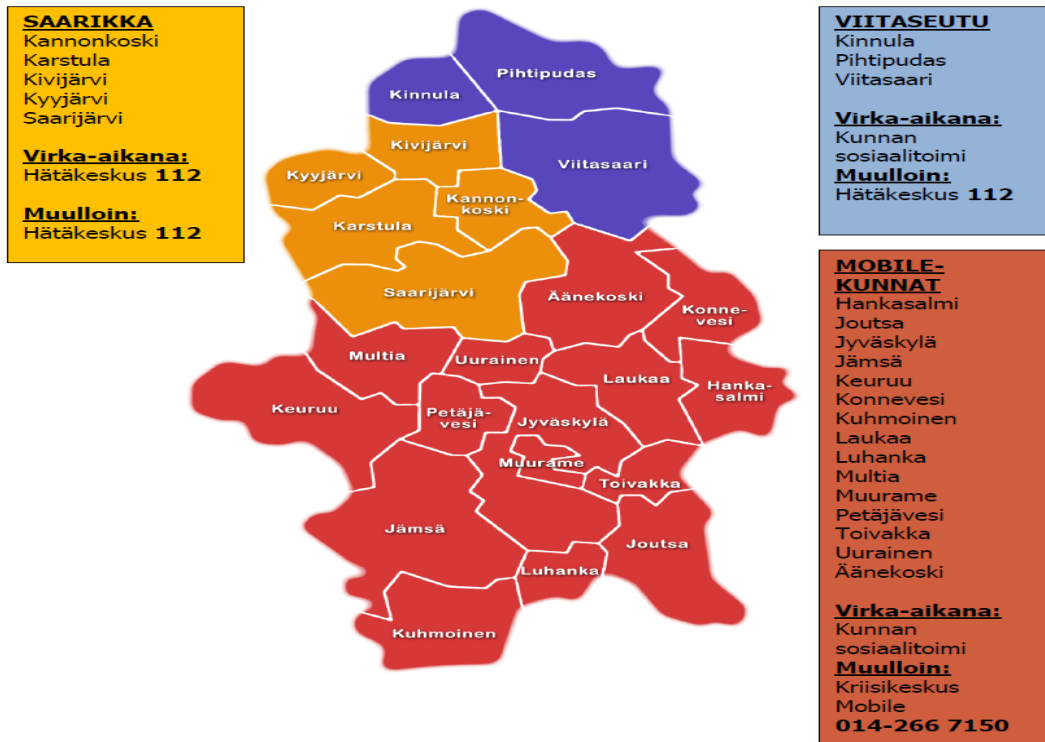 SAARIKKA
Kannonkoski
Karstula
Kivijärvi
Kyyjärvi
Saarijärvi
Virka-aikana:
Hätäkeskus 112
Muulloin:
Hätäkeskus 112
Pihtipudas
Kinnula
Kivijärvi
Viitasaari
Kyyjärvi
Kannon-
koski
Karstula
Saarijärvi
Äänekoski
Konne-
vesi
Multia
Uurainen
Laukaa
Hanka-
salmi
Keuruu
Petäjä-
vesi
Jyväskylä
Muurame
Toivakka
Jämsä
Joutsa
Luhanka
Kuhmoinen
VIITASEUTU
Kinnula
Pihtipudas
Viitasaari
Virka-aikana:
Kunnan
sosiaalitoimi
Muulloin:
Hätäkeskus 112
MOBILE-
KUNNAT
Hankasalmi
Joutsa
Jyväskylä
Jämsä
Keuruu
Konnevesi
Kuhmoinen
Laukaa
Luhanka
Multia
Muurame
Petäjävesi
Toivakka
Uurainen
Äänekoski
Virka-aikana:
Kunnan
sosiaalitoimi
Muulloin:
Kriisikeskus
Mobile
014-266 7150